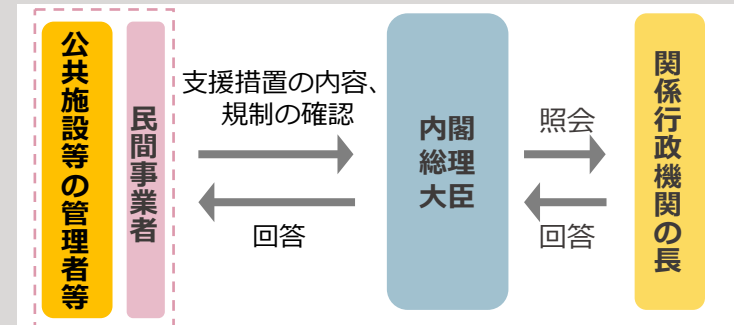 公共施設等の管理者等
民間事業者
支援措置の内容、
規制の確認
回答
内閣
総理
大臣
照会
回答
関係行政機関の長